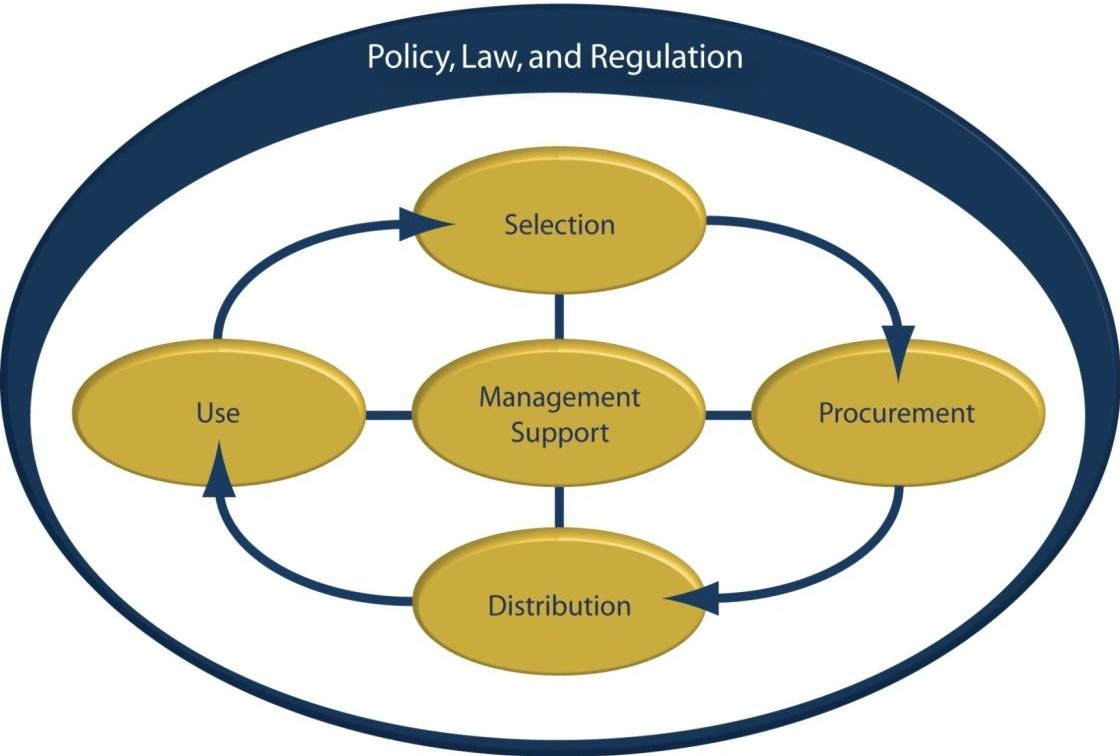 Policy, Law, and Regulation
Selection
Use
Management
Support
Procurement
Distribution